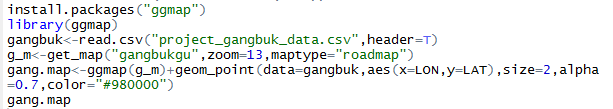 install.packages("ggmap")
library(ggmap)
gangbuk<-read.csv("project_gangbuk_data.csv",header=T)
g_m<-get_map("gangbukgu",zoom=13,maptype="roadmap")
gang.map<-ggmap(g_m)+geom_point(data=gangbuk,aes(x=LON,y=LAT),size=2,alpha
=0.7,color="#980000")
gang.map